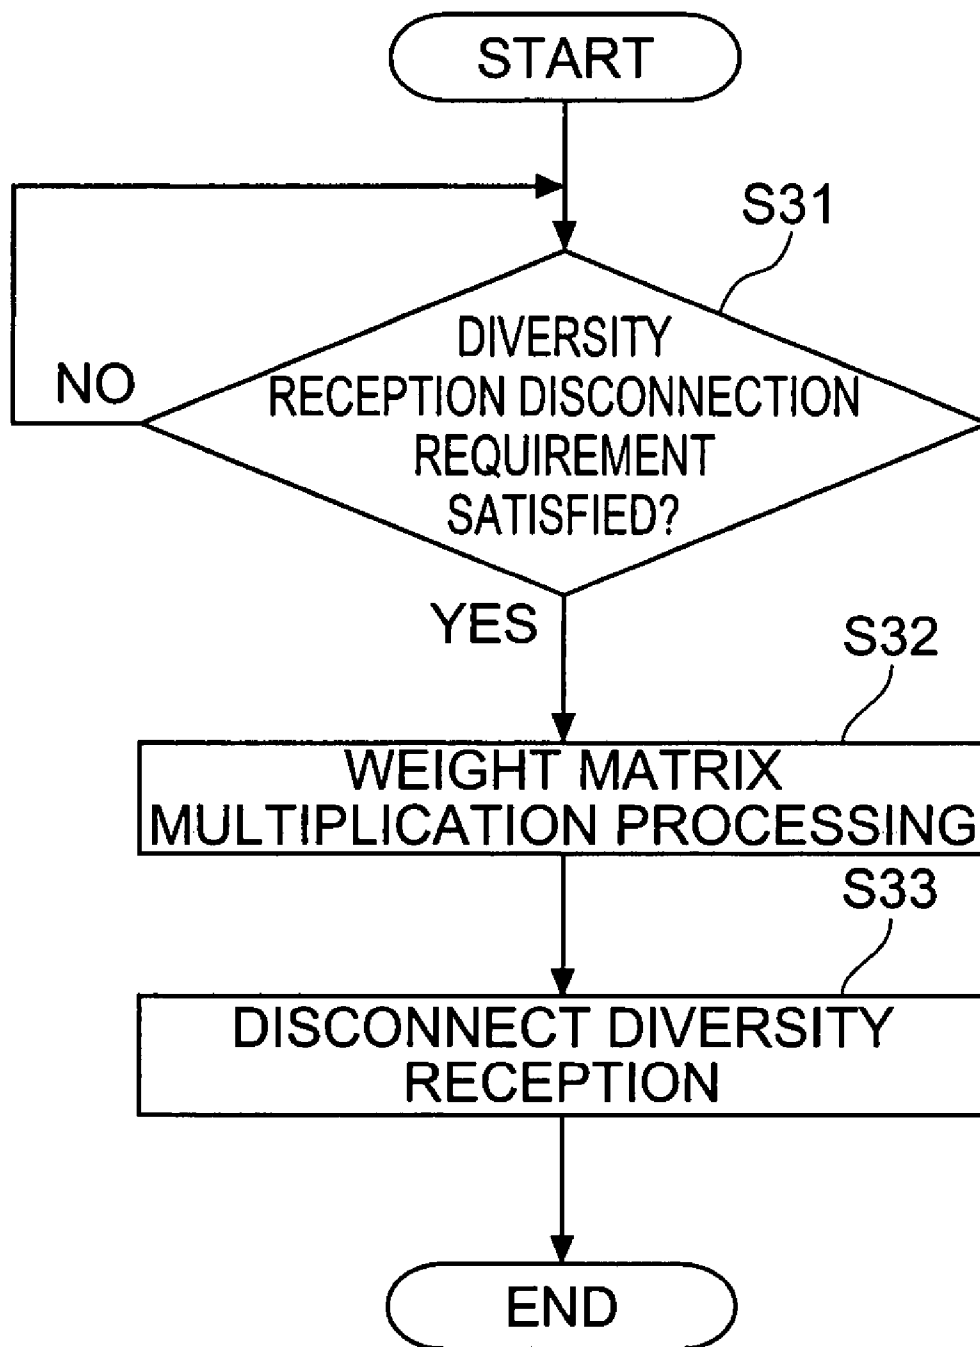 START
S31
DIVERSITY
RECEPTION DISCONNECTION
REQUIREMENT
SATISFIED?
NO
YES
S32
WEIGHT MATRIX
MULTIPLICATION PROCESSING
S33
DISCONNECT DIVERSITY
RECEPTION
END